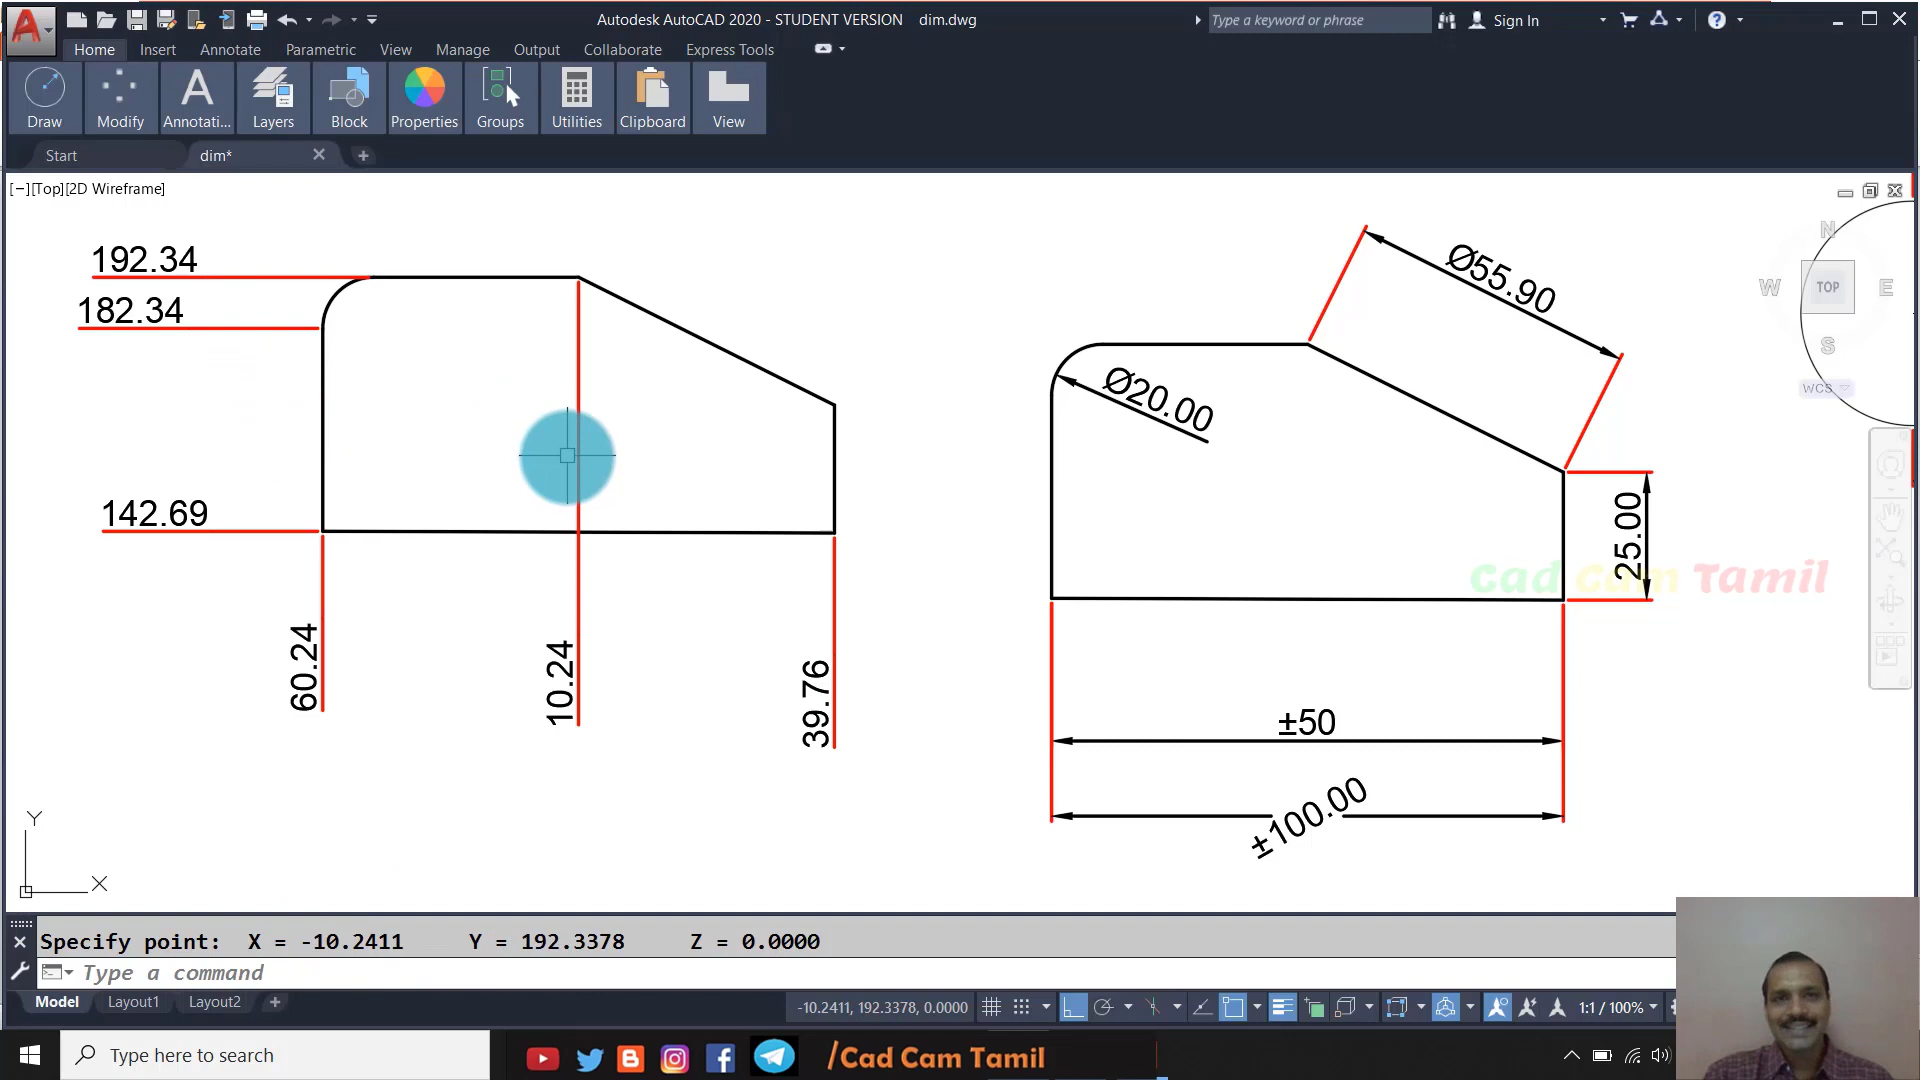 Autodesk AutoCAD 2020 - STUDENT VERSION dim.dwg
Type a keyword or phrase
Sign In
Home Insert Annotate Parametric View Manage Output Collaborate Express Tools
Draw Modify Annotati... Layers Block Properties Groups Utilities Clipboard View
Start dim*
[−][Top][2D Wireframe]
192.34
182.34
142.69
60.24
10.24
39.76
Ø55.90
Ø20.00
25.00
±50
±100.00
N
W TOP E
S
WCS
Cad Cam Tamil
Y
X
Specify point: X = -10.2411 Y = 192.3378 Z = 0.0000
Type a command
Model Layout1 Layout2
-10.2411, 192.3378, 0.0000
1:1 / 100%
Type here to search
/Cad Cam Tamil